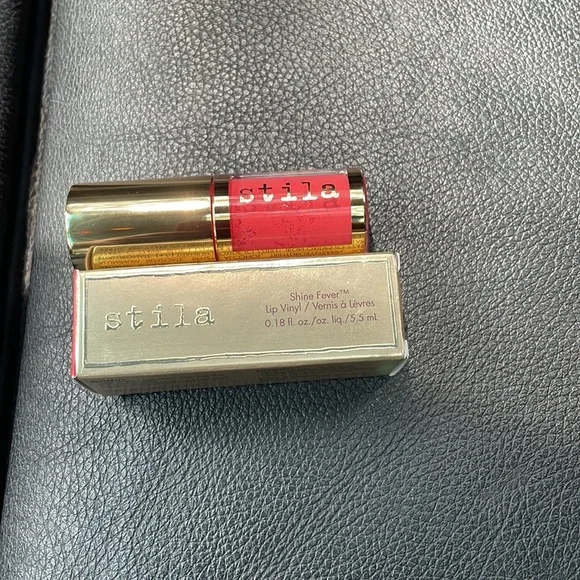 stila
stila
Shine Fever™
Lip Vinyl / Vernis à Lèvres
0.18 fl. oz./oz. liq./5,5 mL